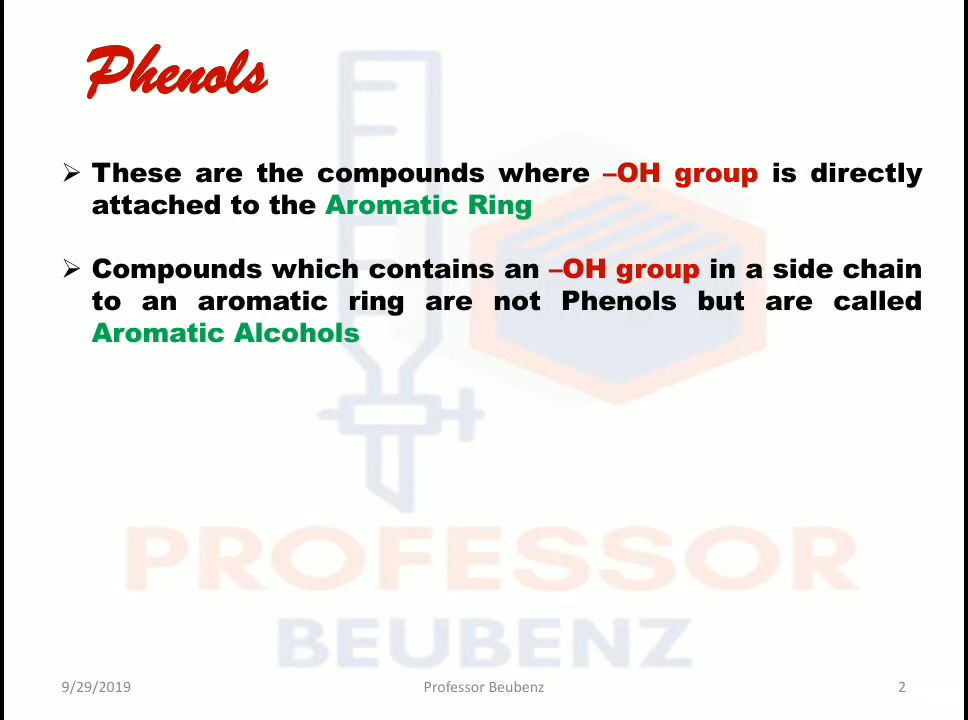 Phenols
➢ These are the compounds where –OH group is directly
attached to the Aromatic Ring
➢ Compounds which contains an –OH group in a side chain
to an aromatic ring are not Phenols but are called
Aromatic Alcohols
PROFESSOR
BEUBENZ
9/29/2019 Professor Beubenz 2